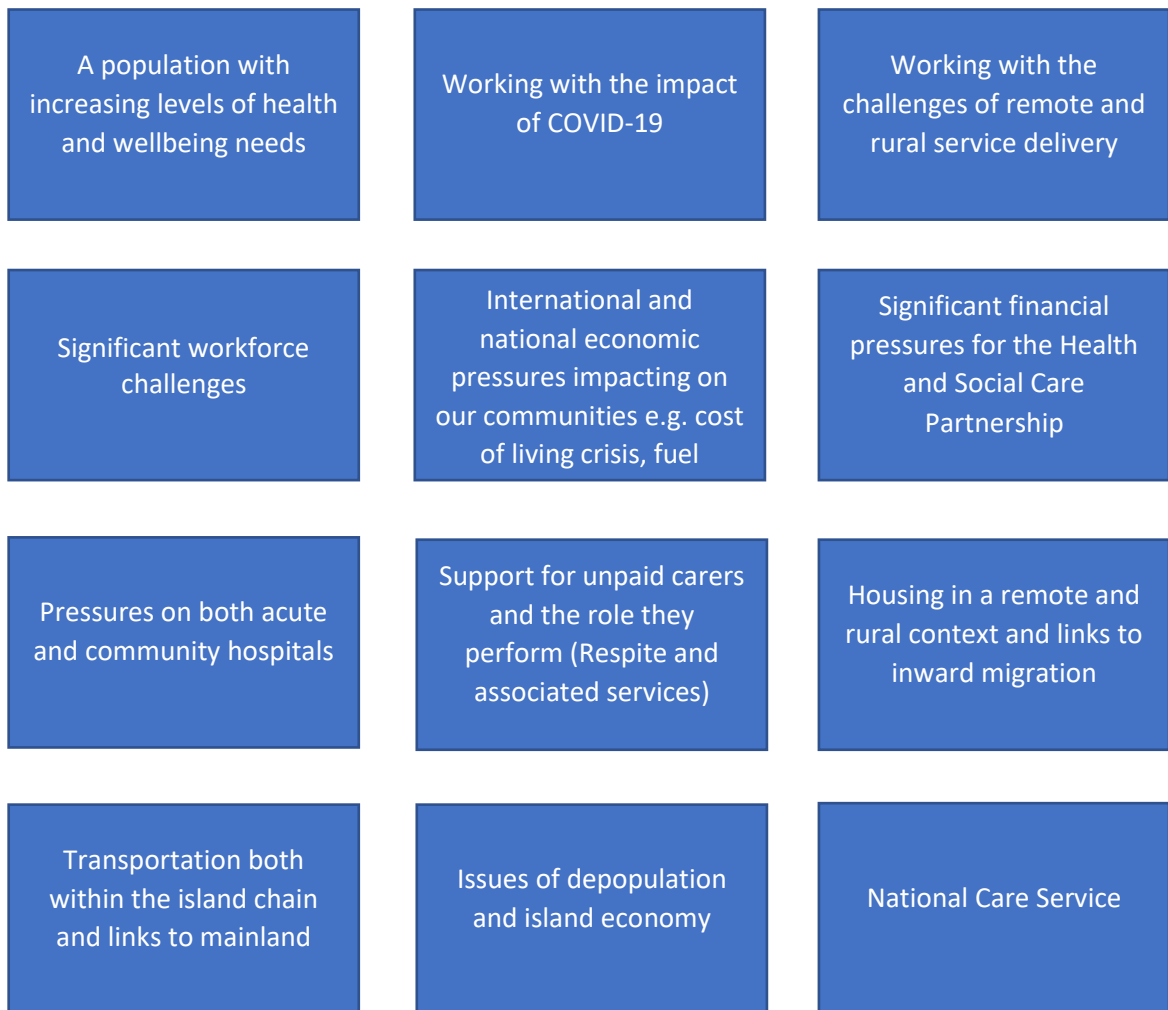 A population with
increasing levels of health
and wellbeing needs
Working with the impact
of COVID-19
Working with the
challenges of remote and
rural service delivery
Significant workforce
challenges
International and
national economic
pressures impacting on
our communities e.g. cost
of living crisis, fuel
Significant financial
pressures for the Health
and Social Care
Partnership
Pressures on both acute
and community hospitals
Support for unpaid carers
and the role they
perform (Respite and
associated services)
Housing in a remote and
rural context and links to
inward migration
Transportation both
within the island chain
and links to mainland
Issues of depopulation
and island economy
National Care Service